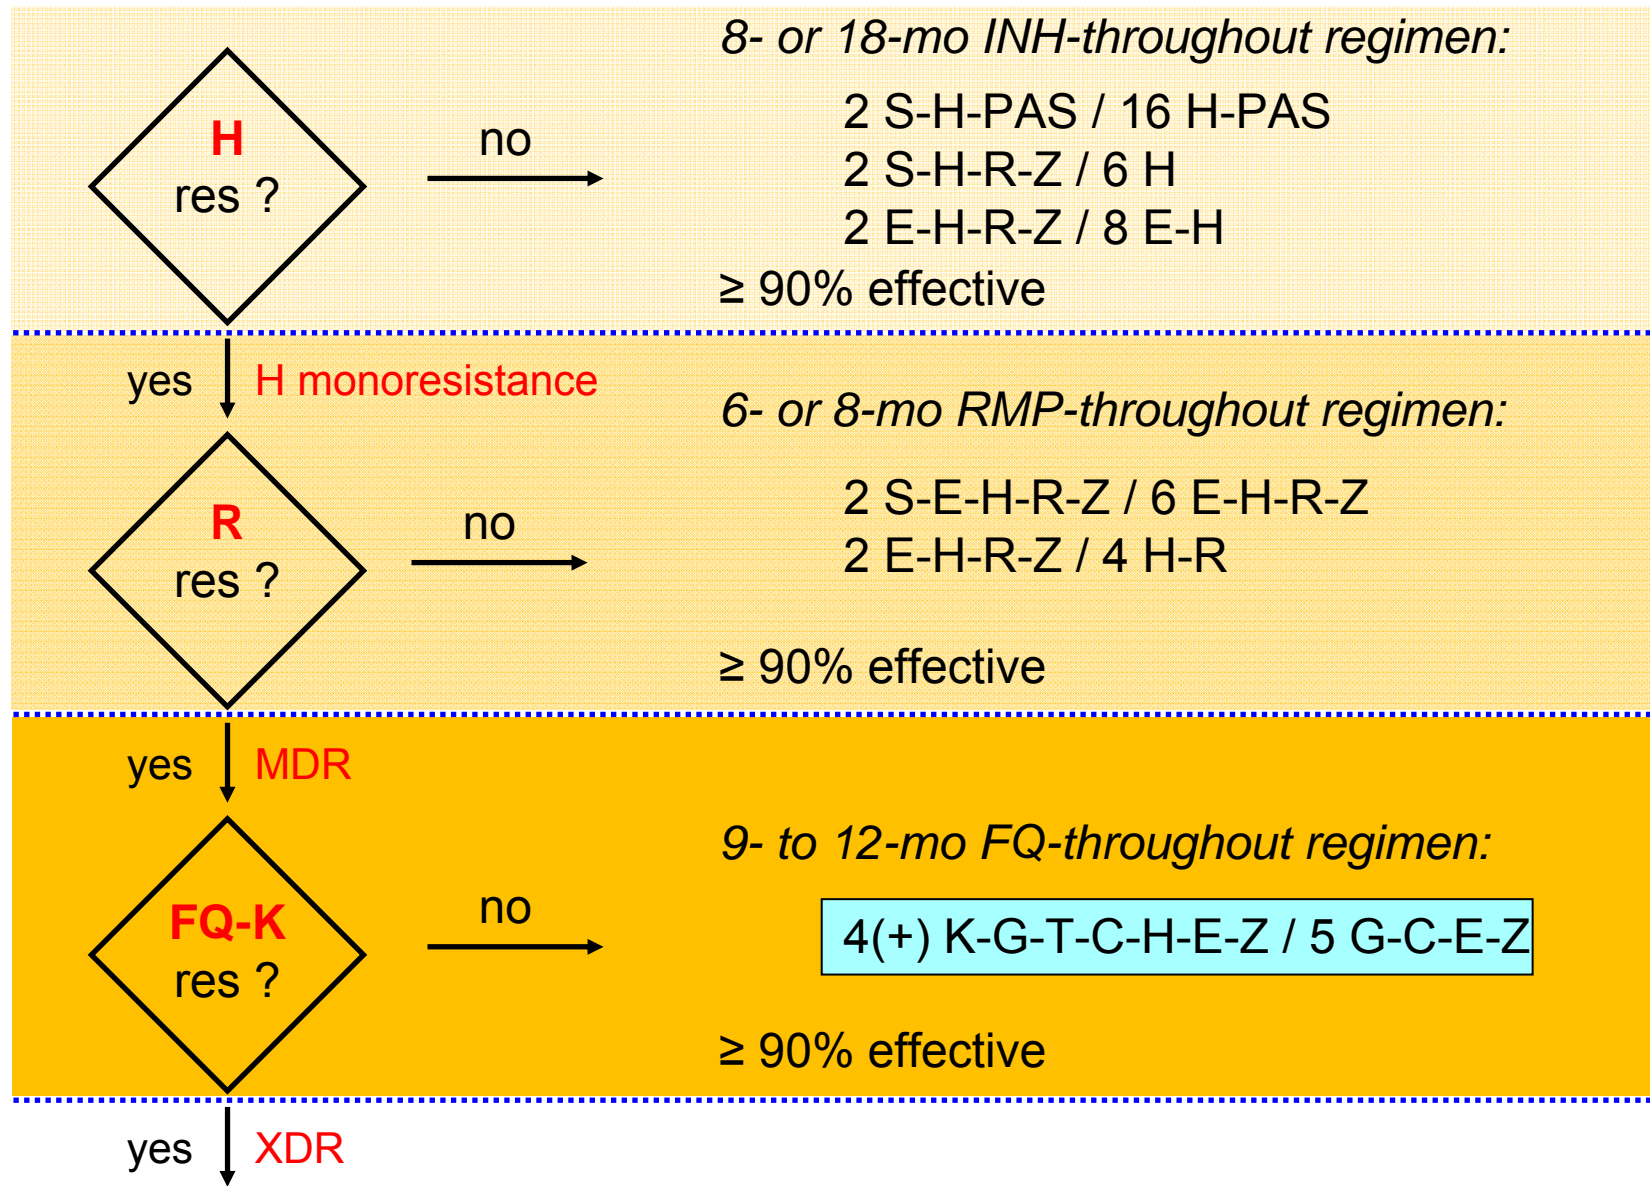 8- or 18-mo INH-throughout regimen:
H
res ?
no
2 S-H-PAS / 16 H-PAS
2 S-H-R-Z / 6 H
2 E-H-R-Z / 8 E-H
≥ 90% effective
yes
H monoresistance
6- or 8-mo RMP-throughout regimen:
R
res ?
no
2 S-E-H-R-Z / 6 E-H-R-Z
2 E-H-R-Z / 4 H-R
≥ 90% effective
yes
MDR
9- to 12-mo FQ-throughout regimen:
FQ-K
res ?
no
4(+) K-G-T-C-H-E-Z / 5 G-C-E-Z
≥ 90% effective
yes
XDR